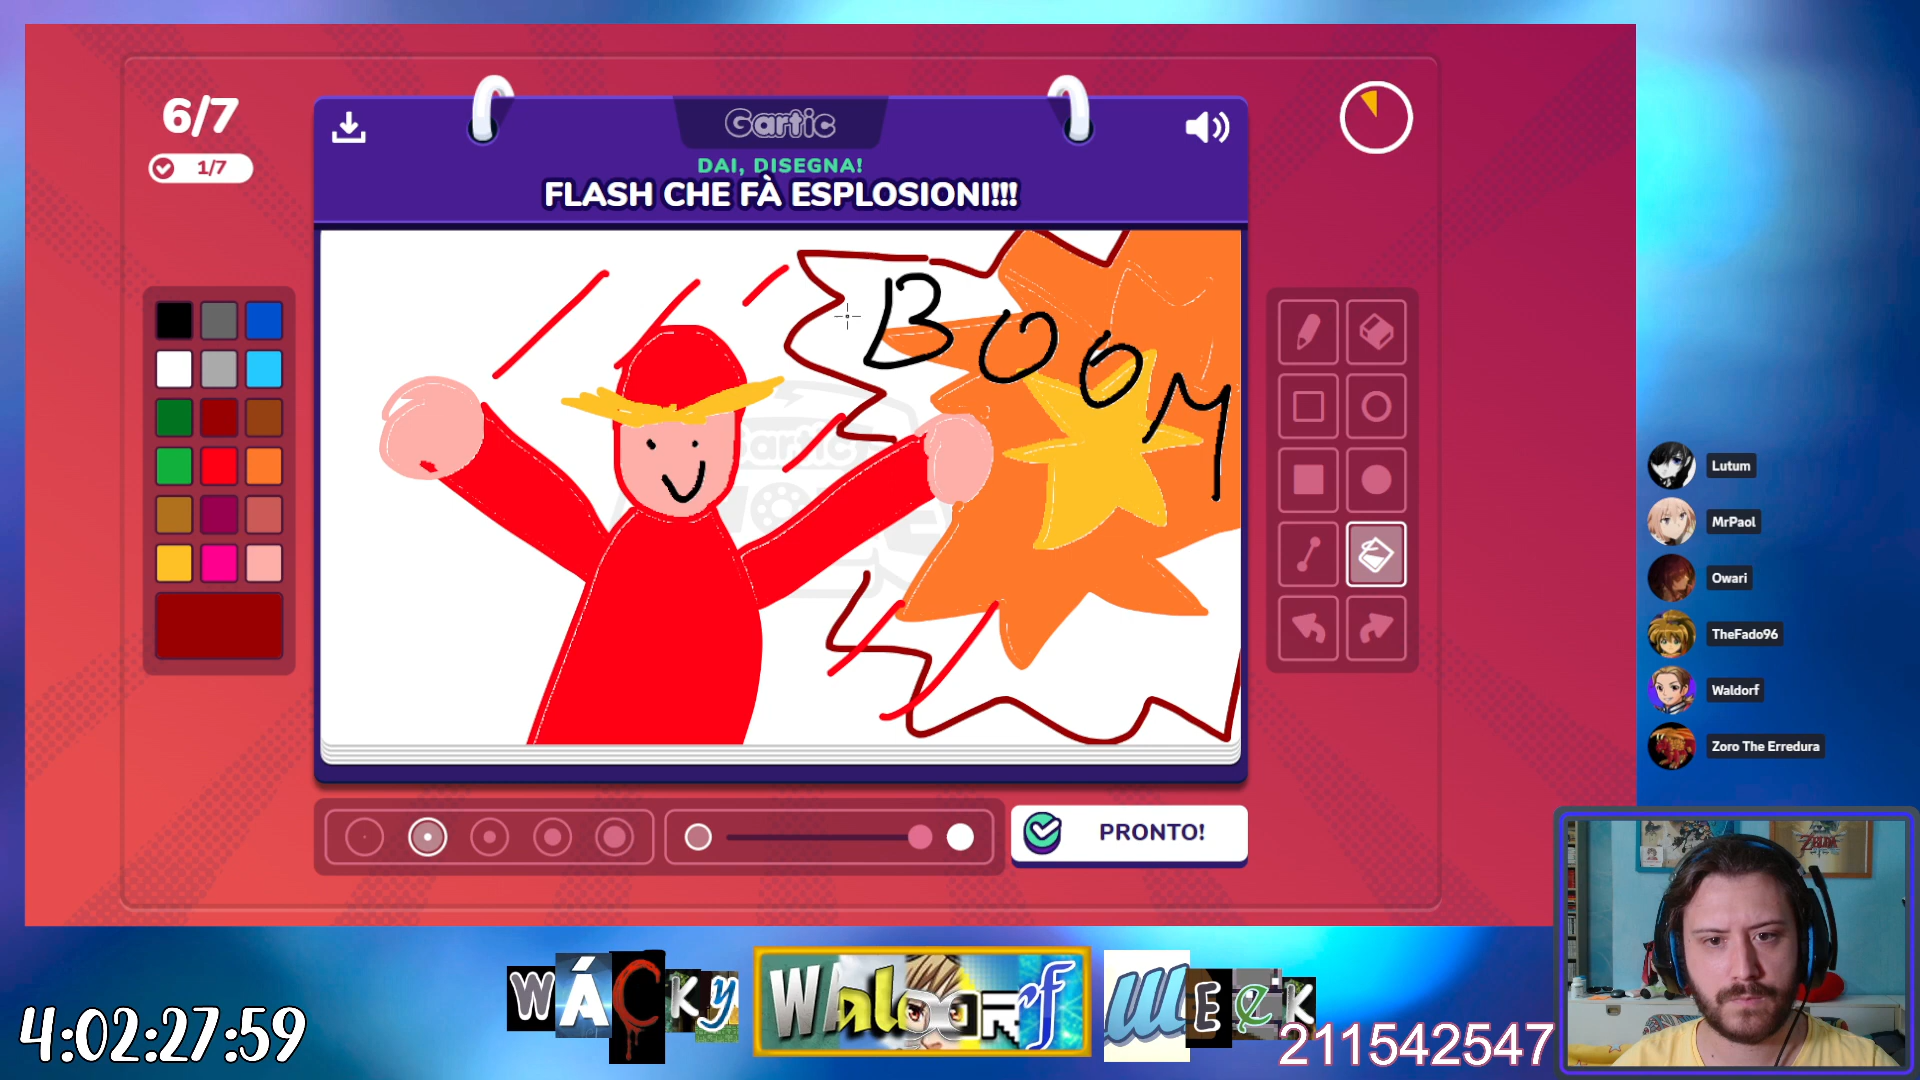 6/7
1/7
Gartic
DAI, DISEGNA!
FLASH CHE FÀ ESPLOSIONI!!!
BOOM
PRONTO!
Lutum
MrPaol
Owari
TheFado96
Waldorf
Zoro The Erredura
ZELDA
4:02:27:59
WÁCKy Waldorf WEEK
211542547